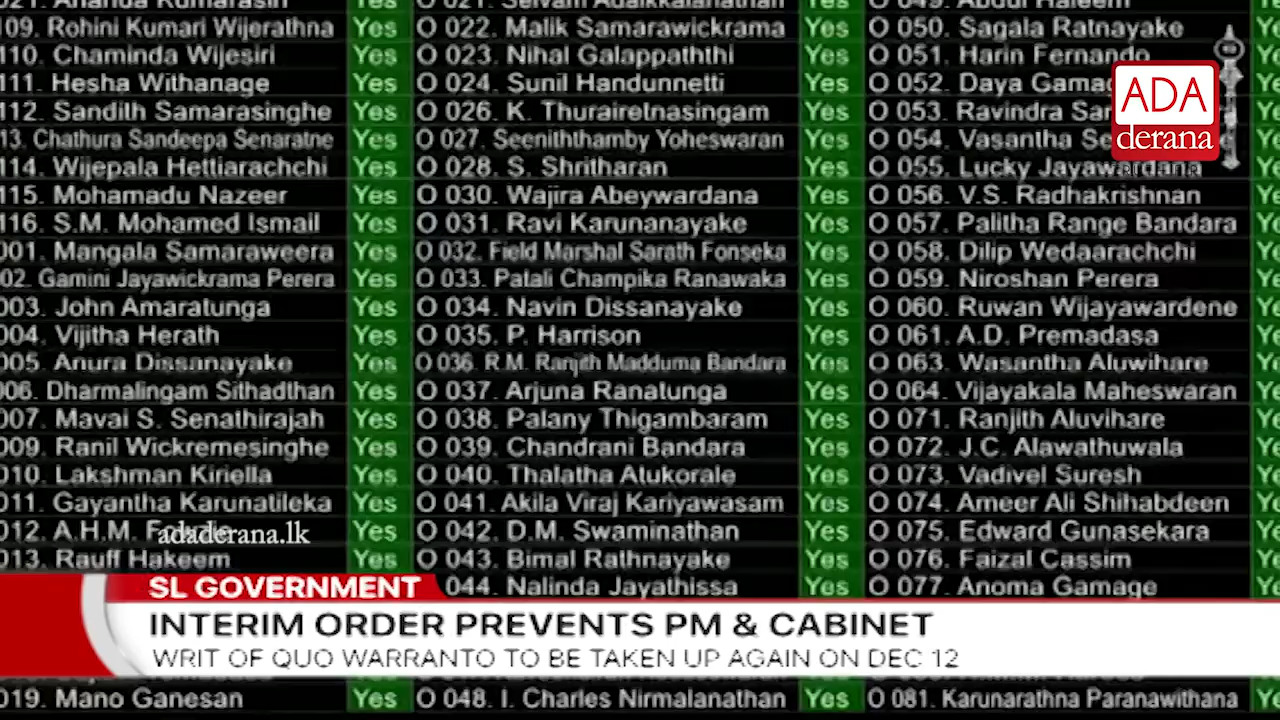 109. Rohini Kumari Wijerathna Yes O 022. Malik Samarawickrama Yes O 050. Sagala Ratnayake
110. Chaminda Wijesiri Yes O 023. Nihal Galappaththi Yes O 051. Harin Fernando
111. Hesha Withanage Yes O 024. Sunil Handunnetti Yes O 052. Daya
112. Sandith Samarasinghe Yes O 026. K. Thurairetnasingam Yes O 053. Ravindra
13. Chathura Sandeepa Senaratne Yes O 027. Seeniththamby Yoheswaran Yes O 054. Vasantha
114. Wijepala Hettiarachchi Yes O 028. S. Shritharan Yes O 055. Lucky
115. Mohamadu Nazeer Yes O 030. Wajira Abeywardana Yes O 056. V.S. Radhakrishnan
116. S.M. Mohamed Ismail Yes O 031. Ravi Karunanayake Yes O 057. Palitha Range Bandara
001. Mangala Samaraweera Yes O 032. Field Marshal Sarath Fonseka Yes O 058. Dilip Wedaarachchi
02. Gamini Jayawickrama Perera Yes O 033. Patali Champika Ranawaka Yes O 059. Niroshan Perera
003. John Amaratunga Yes O 034. Navin Dissanayake Yes O 060. Ruwan Wijayawardene
004. Vijitha Herath Yes O 035. P. Harrison Yes O 061. A.D. Premadasa
005. Anura Dissanayake Yes O 036. R.M. Ranjith Madduma Bandara Yes O 063. Wasantha Aluwihare
006. Dharmalingam Sithadthan Yes O 037. Arjuna Ranatunga Yes O 064. Vijayakala Maheswaran
007. Mavai S. Senathirajah Yes O 038. Palany Thigambaram Yes O 071. Ranjith Aluvihare
009. Ranil Wickremesinghe Yes O 039. Chandrani Bandara Yes O 072. J.C. Alawathuwala
010. Lakshman Kiriella Yes O 040. Thalatha Atukorale Yes O 073. Vadivel Suresh
011. Gayantha Karunatileka Yes O 041. Akila Viraj Kariyawasam Yes O 074. Ameer Ali Shihabdeen
012. A.H.M. Yes O 042. D.M. Swaminathan Yes O 075. Edward Gunasekara
013. Rauff Hakeem Yes O 043. Bimal Rathnayake Yes O 076. Faizal Cassim
044. Nalinda Jayathissa Yes O 077. Anoma Gamage
019. Mano Ganesan Yes O 048. I. Charles Nirmalanathan Yes O 081. Karunarathna Paranawithana
ADA
derana
adaderana.lk
SL GOVERNMENT
INTERIM ORDER PREVENTS PM & CABINET
WRIT OF QUO WARRANTO TO BE TAKEN UP AGAIN ON DEC 12